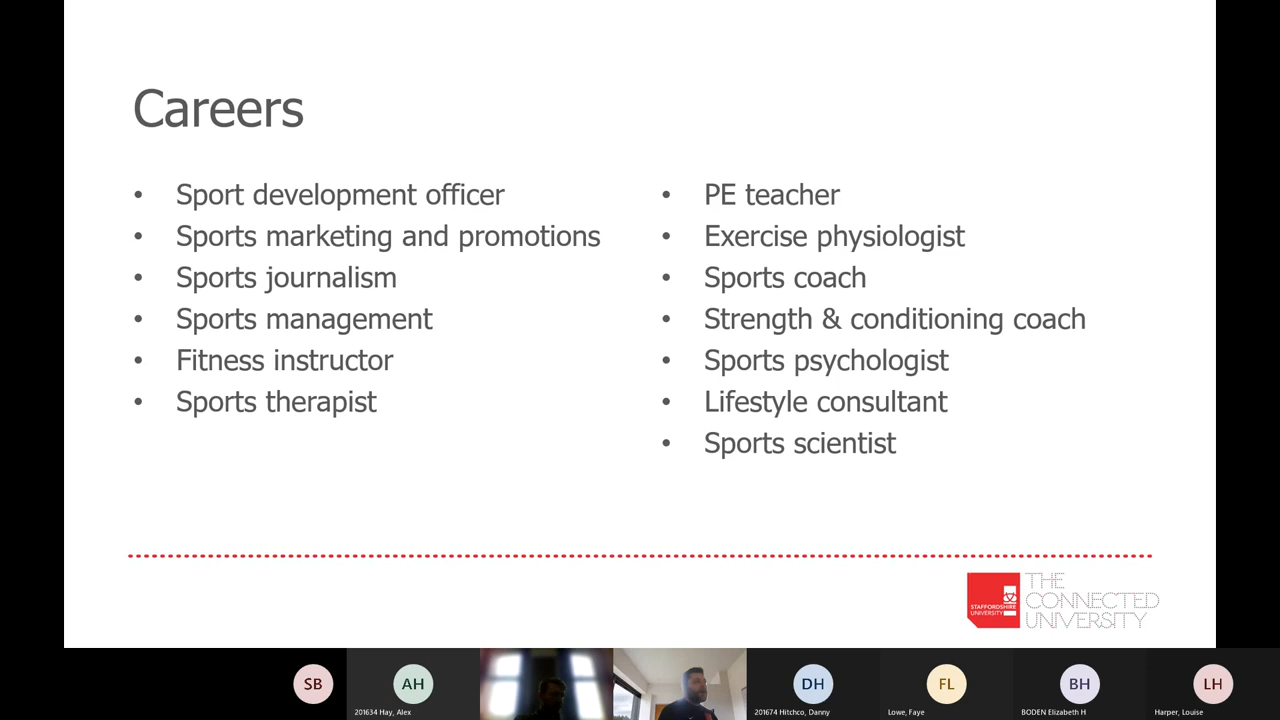 Careers
• Sport development officer
• Sports marketing and promotions
• Sports journalism
• Sports management
• Fitness instructor
• Sports therapist
• PE teacher
• Exercise physiologist
• Sports coach
• Strength & conditioning coach
• Sports psychologist
• Lifestyle consultant
• Sports scientist
STAFFORDSHIRE
UNIVERSITY
THE
CONNECTED
UNIVERSITY
SB
AH
DH
FL
BH
LH
201634 Hay, Alex
201674 Hitchco, Danny
Lowe, Faye
BODEN Elizabeth H
Harper, Louise